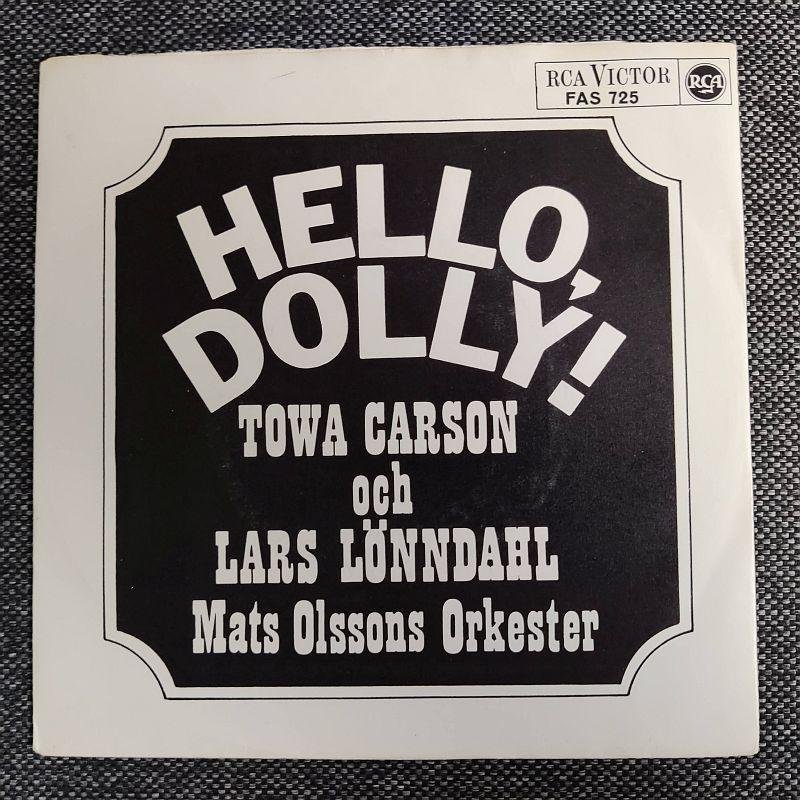 RCA VICTOR
FAS 725
RCA
HELLO,
DOLLY!
TOWA CARSON
och
LARS LÖNNDAHL
Mats Olssons Orkester